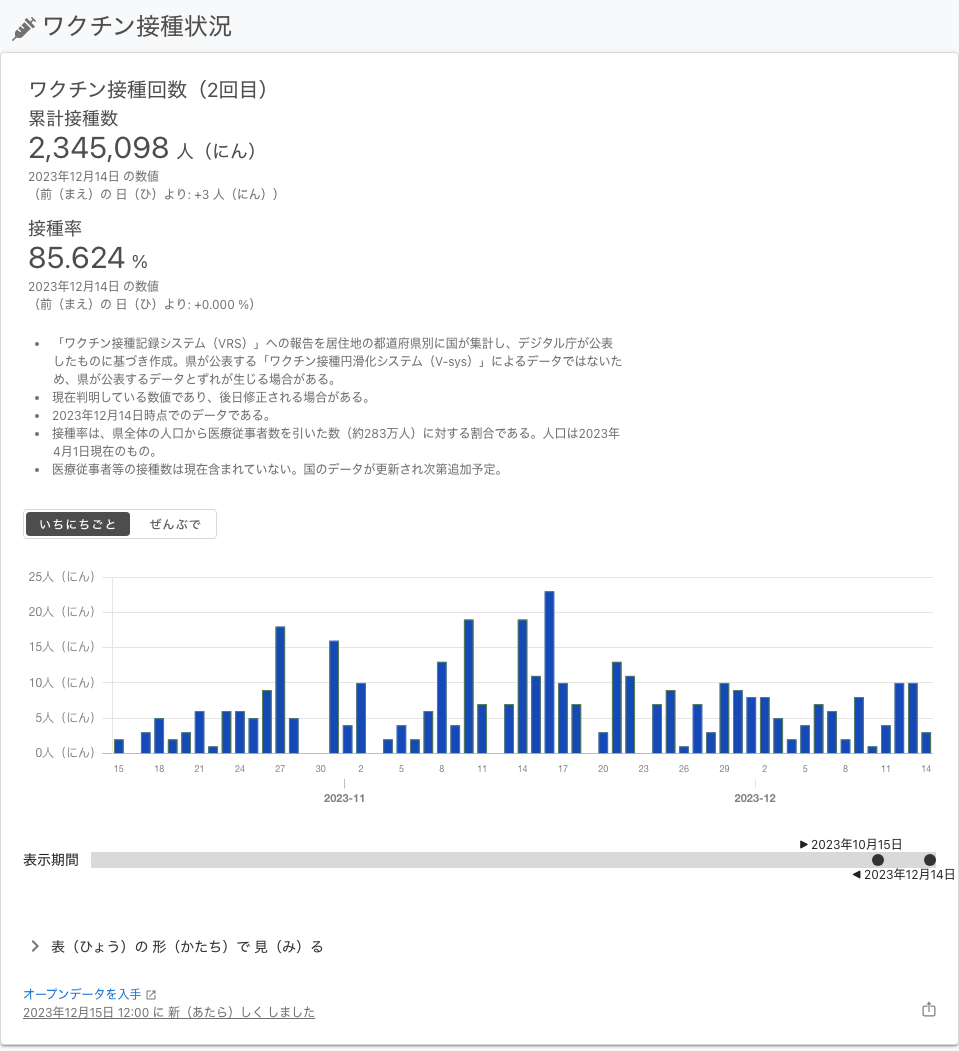 ワクチン接種状況
ワクチン接種回数（2回目）
累計接種数
2,345,098 人（にん）
2023年12月14日 の数値
（前（まえ）の 日（ひ）より: +3 人（にん））
接種率
85.624 %
2023年12月14日 の数値
（前（まえ）の 日（ひ）より: +0.000 %）
• 「ワクチン接種記録システム（VRS）」への報告を居住地の都道府県別に国が集計し、デジタル庁が公表
したものに基づき作成。県が公表する「ワクチン接種円滑化システム（V-sys）」によるデータではないた
め、県が公表するデータとずれが生じる場合がある。
• 現在判明している数値であり、後日修正される場合がある。
• 2023年12月14日時点でのデータである。
• 接種率は、県全体の人口から医療従事者数を引いた数（約283万人）に対する割合である。人口は2023年
4月1日現在のもの。
• 医療従事者等の接種数は現在含まれていない。国のデータが更新され次第追加予定。
いちにちごと ぜんぶで
25人（にん）
20人（にん）
15人（にん）
10人（にん）
5人（にん）
0人（にん）
15 18 21 24 27 30 2 5 8 11 14 17 20 23 26 29 2 5 8 11 14
2023-11 2023-12
▶ 2023年10月15日
表示期間
◀ 2023年12月14日
表（ひょう）の 形（かたち）で 見（み）る
オープンデータを入手
2023年12月15日 12:00 に 新（あたら）しく しました